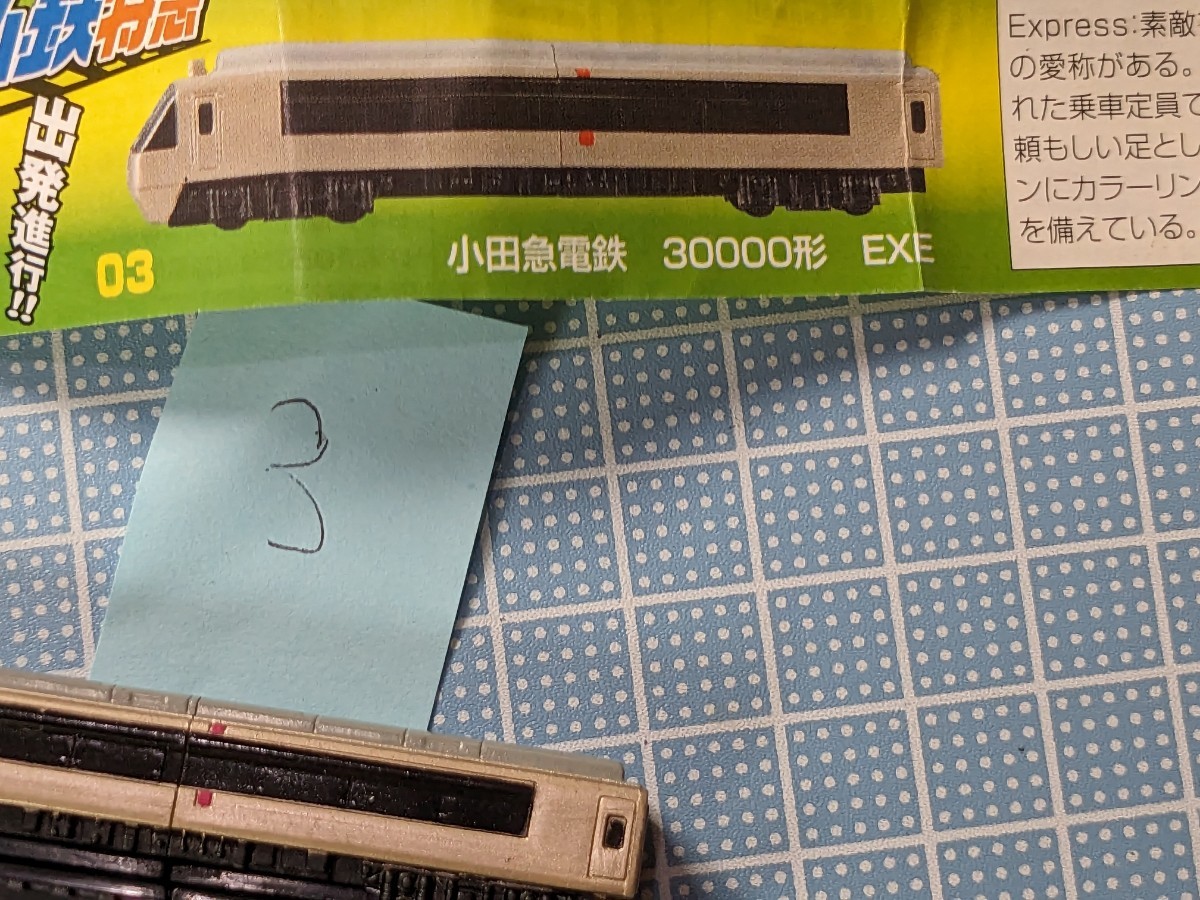 出発進行!!
03
小田急電鉄 30000形 EXE
Express:素敵
の愛称がある。
れた乗車定員で
頼もしい足とし
ンにカラーリン
を備えている。
3